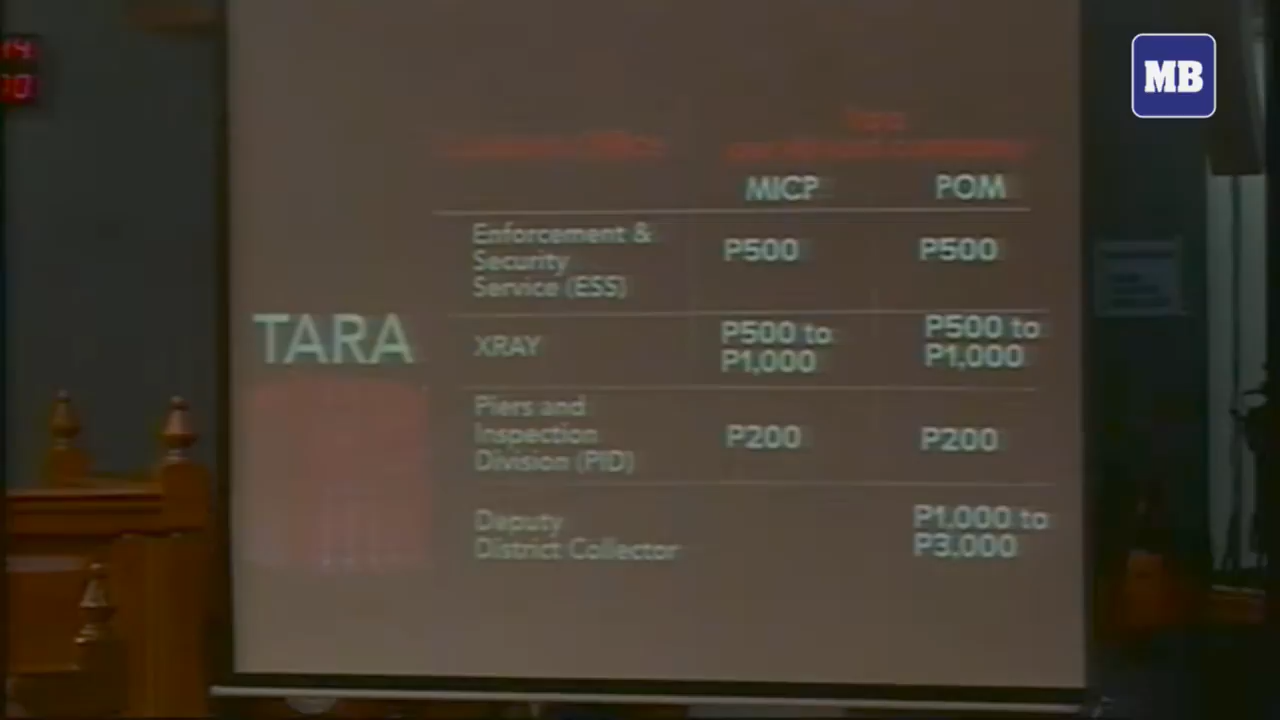 MB
MICP POM
Enforcement &
Security
Service (ESS)
P500 P500
TARA
XRAY
P500 to
P1,000
P500 to
P1,000
Piers and
Inspection
Division (PID)
P200 P200
Deputy
District Collector
P1,000 to
P3,000